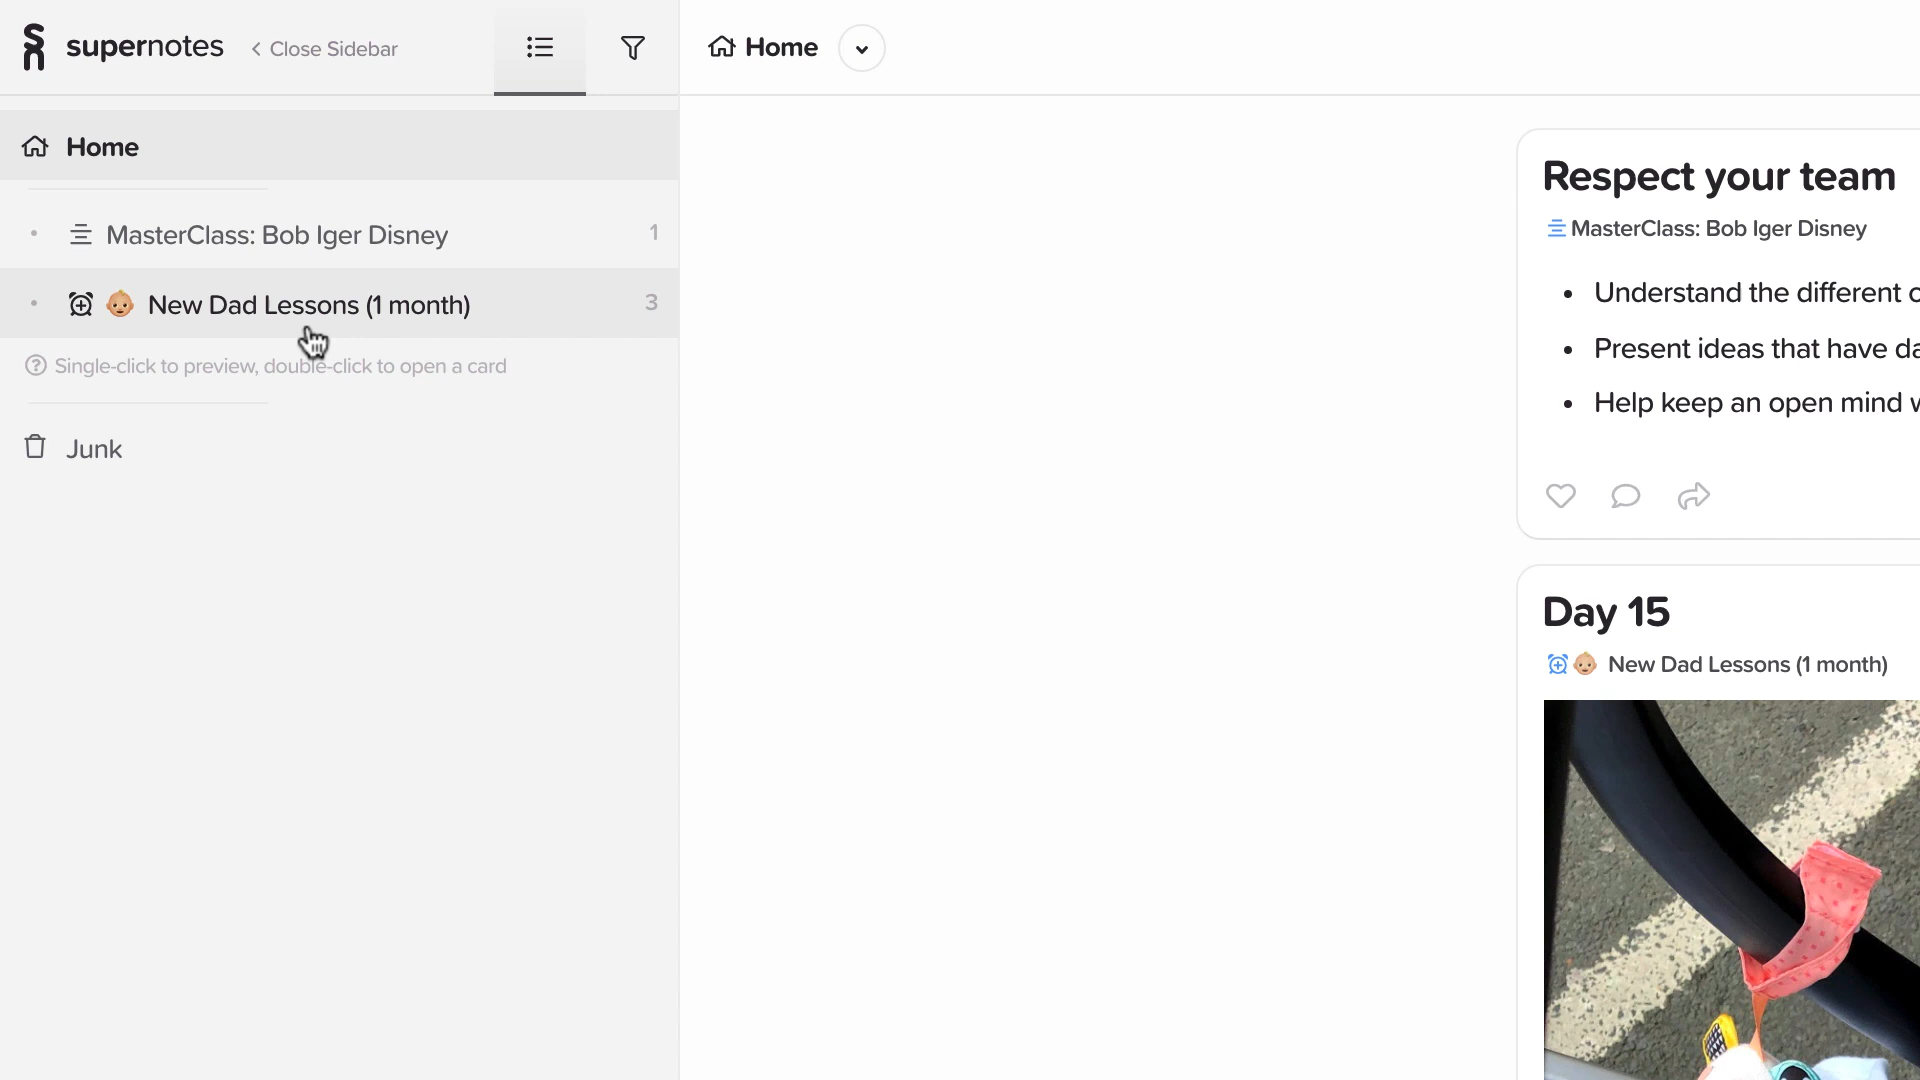 supernotes
Close Sidebar
Home
Home
MasterClass: Bob Iger Disney 1
New Dad Lessons (1 month) 3
Single-click to preview, double-click to open a card
Junk
Respect your team
MasterClass: Bob Iger Disney
• Understand the different
• Present ideas that have
• Help keep an open mind
Day 15
New Dad Lessons (1 month)